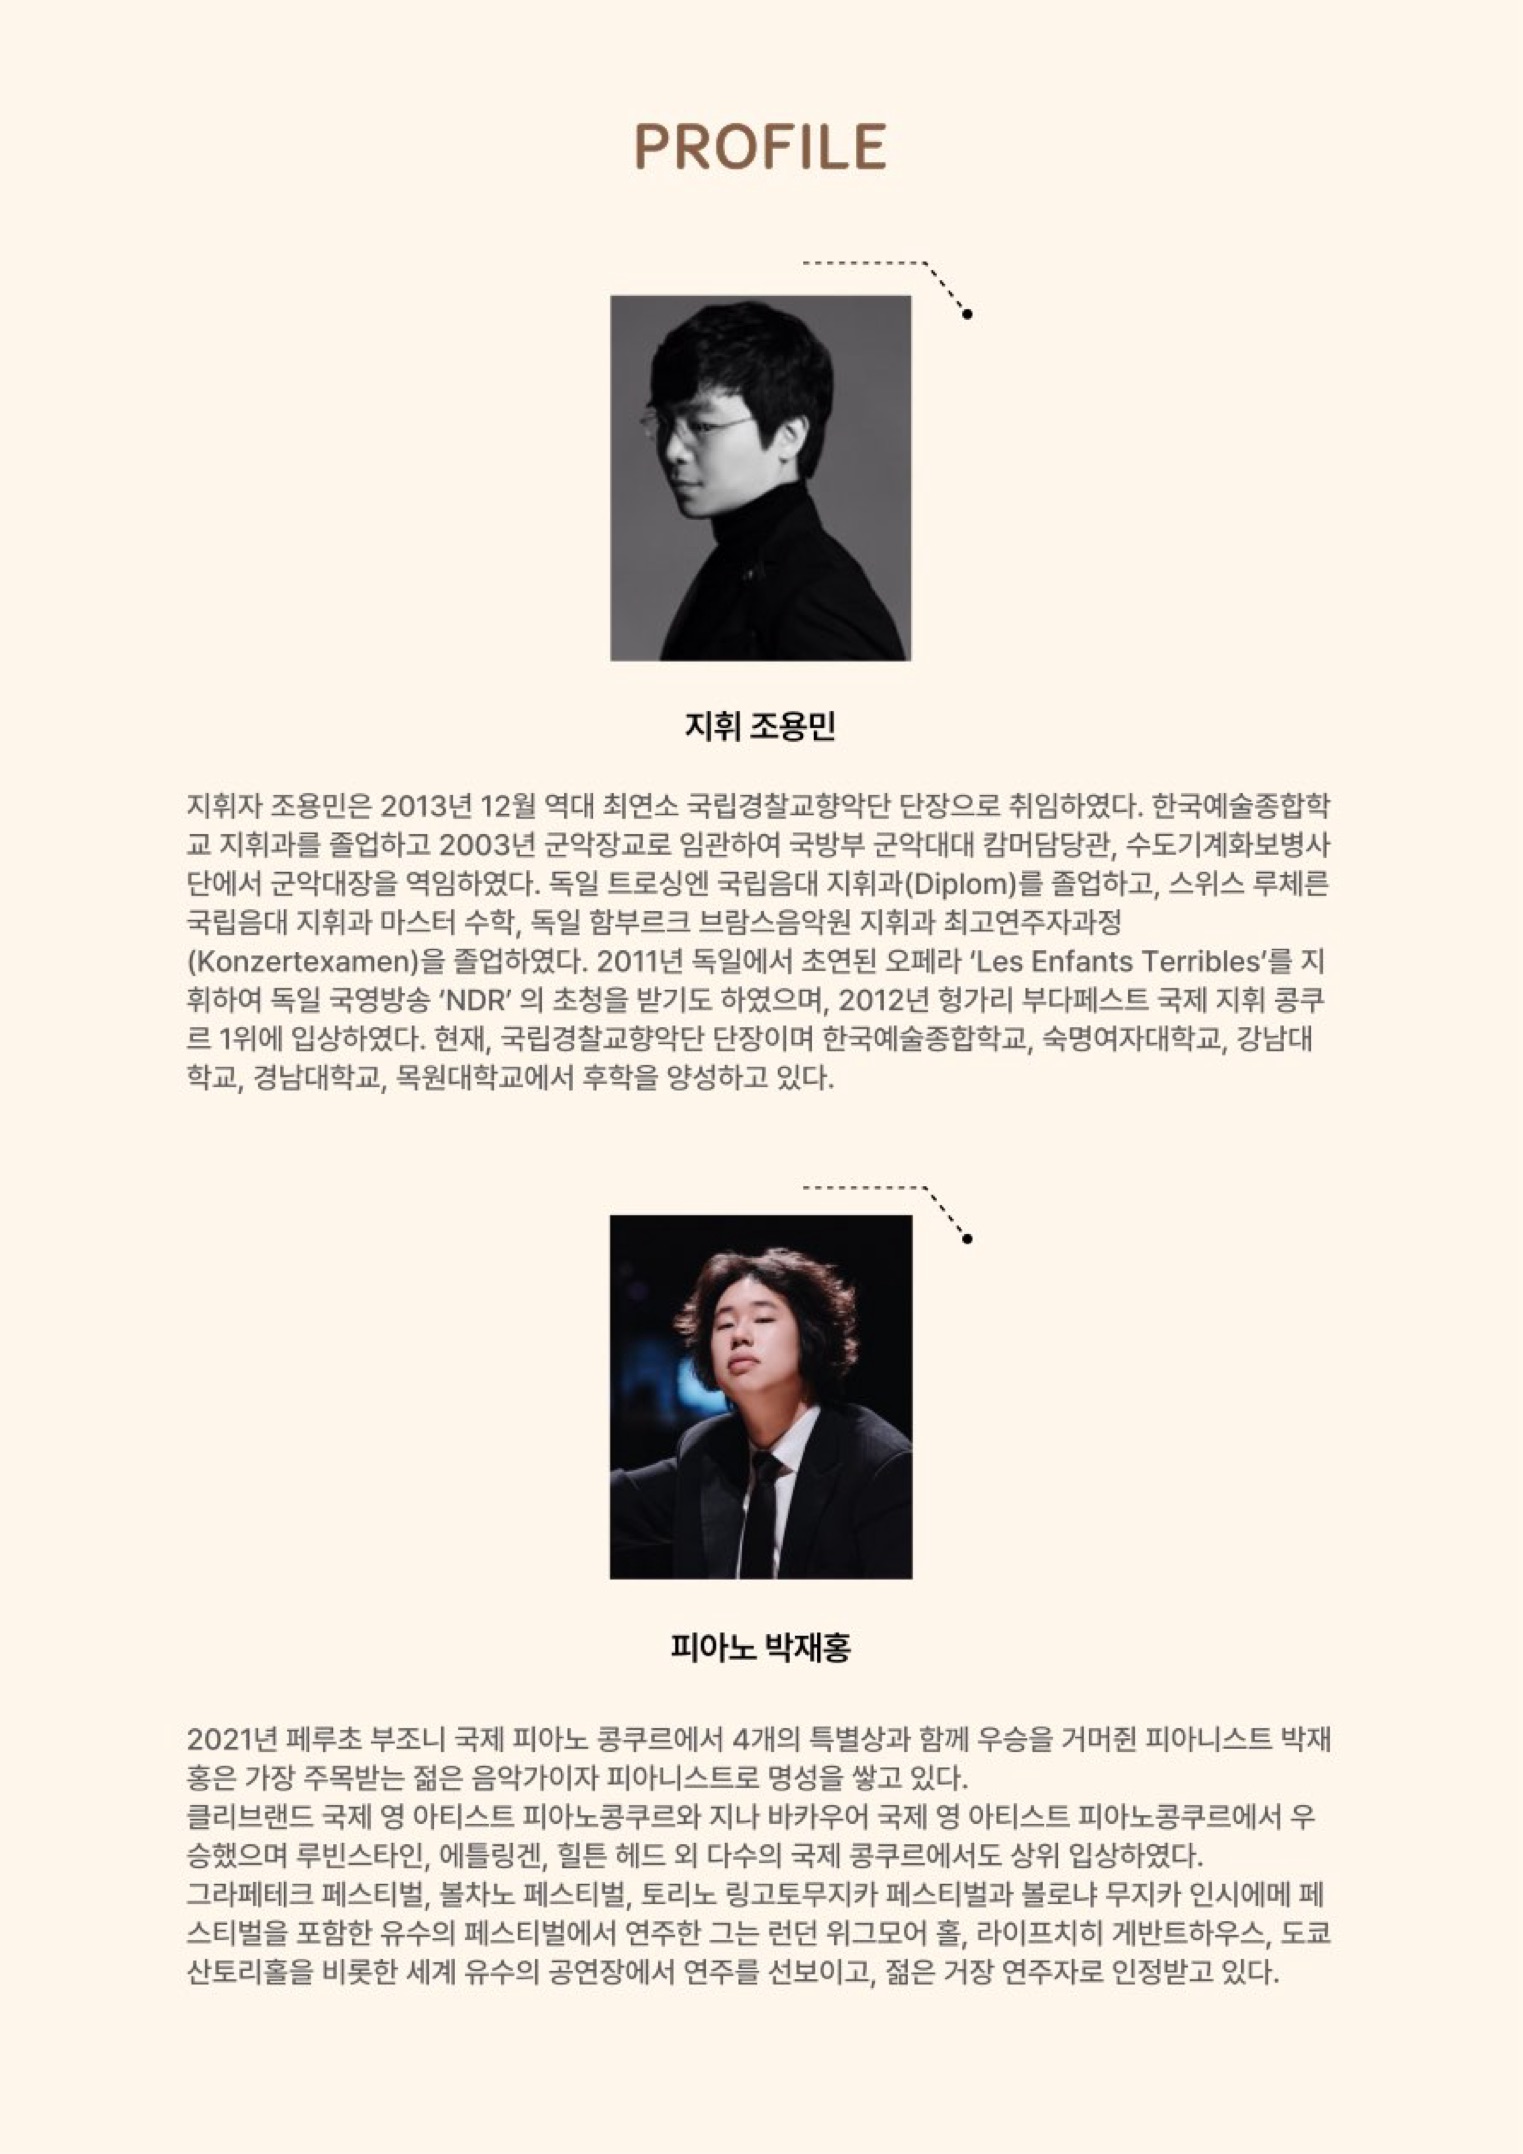 PROFILE
지휘 조용민
지휘자 조용민은 2013년 12월 역대 최연소 국립경찰교향악단 단장으로 취임하였다. 한국예술종합학
교 지휘과를 졸업하고 2003년 군악장교로 임관하여 국방부 군악대대 캄머담당관, 수도기계화보병사
단에서 군악대장을 역임하였다. 독일 트로싱엔 국립음대 지휘과(Diplom)를 졸업하고, 스위스 루체른
국립음대 지휘과 마스터 수학, 독일 함부르크 브람스음악원 지휘과 최고연주자과정
(Konzertexamen)을 졸업하였다. 2011년 독일에서 초연된 오페라 ‘Les Enfants Terribles’를 지
휘하여 독일 국영방송 ‘NDR’ 의 초청을 받기도 하였으며, 2012년 헝가리 부다페스트 국제 지휘 콩쿠
르 1위에 입상하였다. 현재, 국립경찰교향악단 단장이며 한국예술종합학교, 숙명여자대학교, 강남대
학교, 경남대학교, 목원대학교에서 후학을 양성하고 있다.
피아노 박재홍
2021년 페루초 부조니 국제 피아노 콩쿠르에서 4개의 특별상과 함께 우승을 거머쥔 피아니스트 박재
홍은 가장 주목받는 젊은 음악가이자 피아니스트로 명성을 쌓고 있다.
클리브랜드 국제 영 아티스트 피아노콩쿠르와 지나 바카우어 국제 영 아티스트 피아노콩쿠르에서 우
승했으며 루빈스타인, 에틀링겐, 힐튼 헤드 외 다수의 국제 콩쿠르에서도 상위 입상하였다.
그라페테크 페스티벌, 볼차노 페스티벌, 토리노 링고토무지카 페스티벌과 볼로냐 무지카 인시에메 페
스티벌을 포함한 유수의 페스티벌에서 연주한 그는 런던 위그모어 홀, 라이프치히 게반트하우스, 도쿄
산토리홀을 비롯한 세계 유수의 공연장에서 연주를 선보이고, 젊은 거장 연주자로 인정받고 있다.